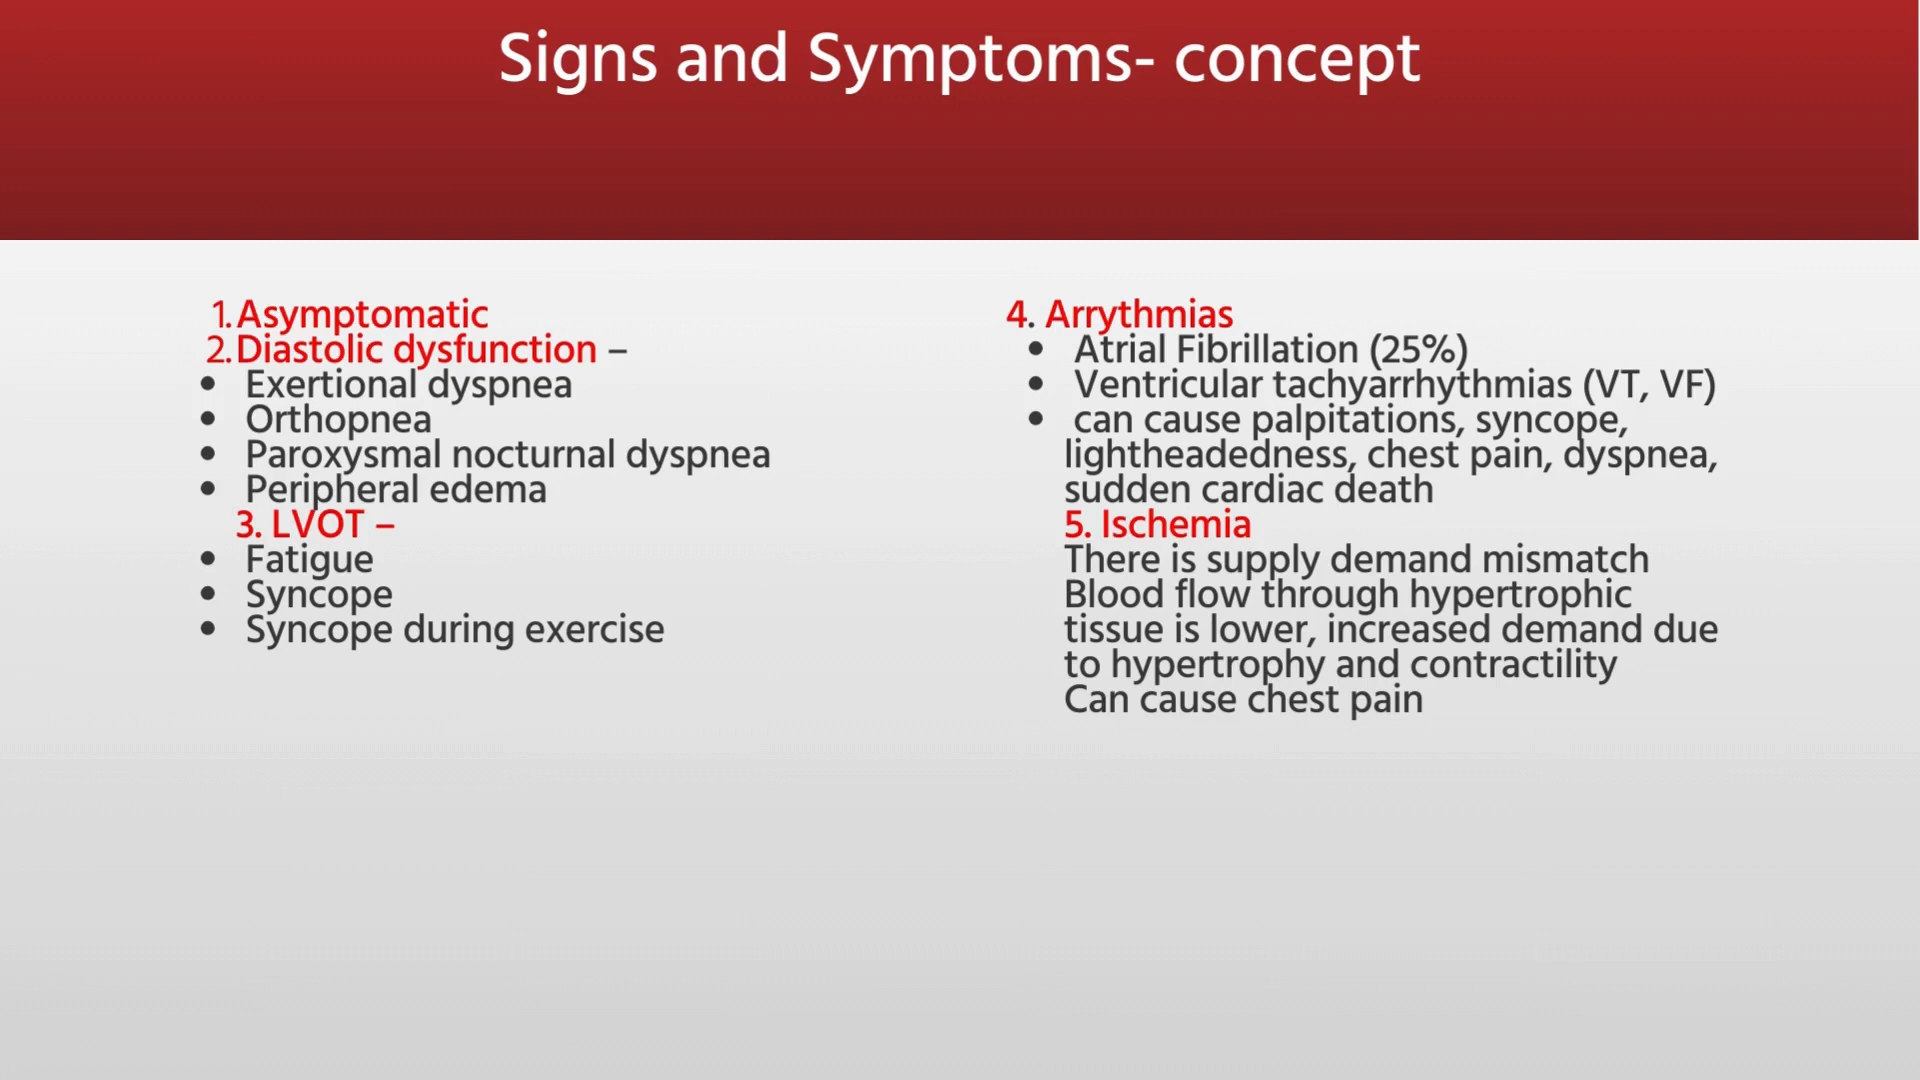 Signs and Symptoms- concept
1. Asymptomatic
2. Diastolic dysfunction –
• Exertional dyspnea
• Orthopnea
• Paroxysmal nocturnal dyspnea
• Peripheral edema
3. LVOT –
• Fatigue
• Syncope
• Syncope during exercise
4. Arrythmias
• Atrial Fibrillation (25%)
• Ventricular tachyarrhythmias (VT, VF)
• can cause palpitations, syncope,
lightheadedness, chest pain, dyspnea,
sudden cardiac death
5. Ischemia
There is supply demand mismatch
Blood flow through hypertrophic
tissue is lower, increased demand due
to hypertrophy and contractility
Can cause chest pain